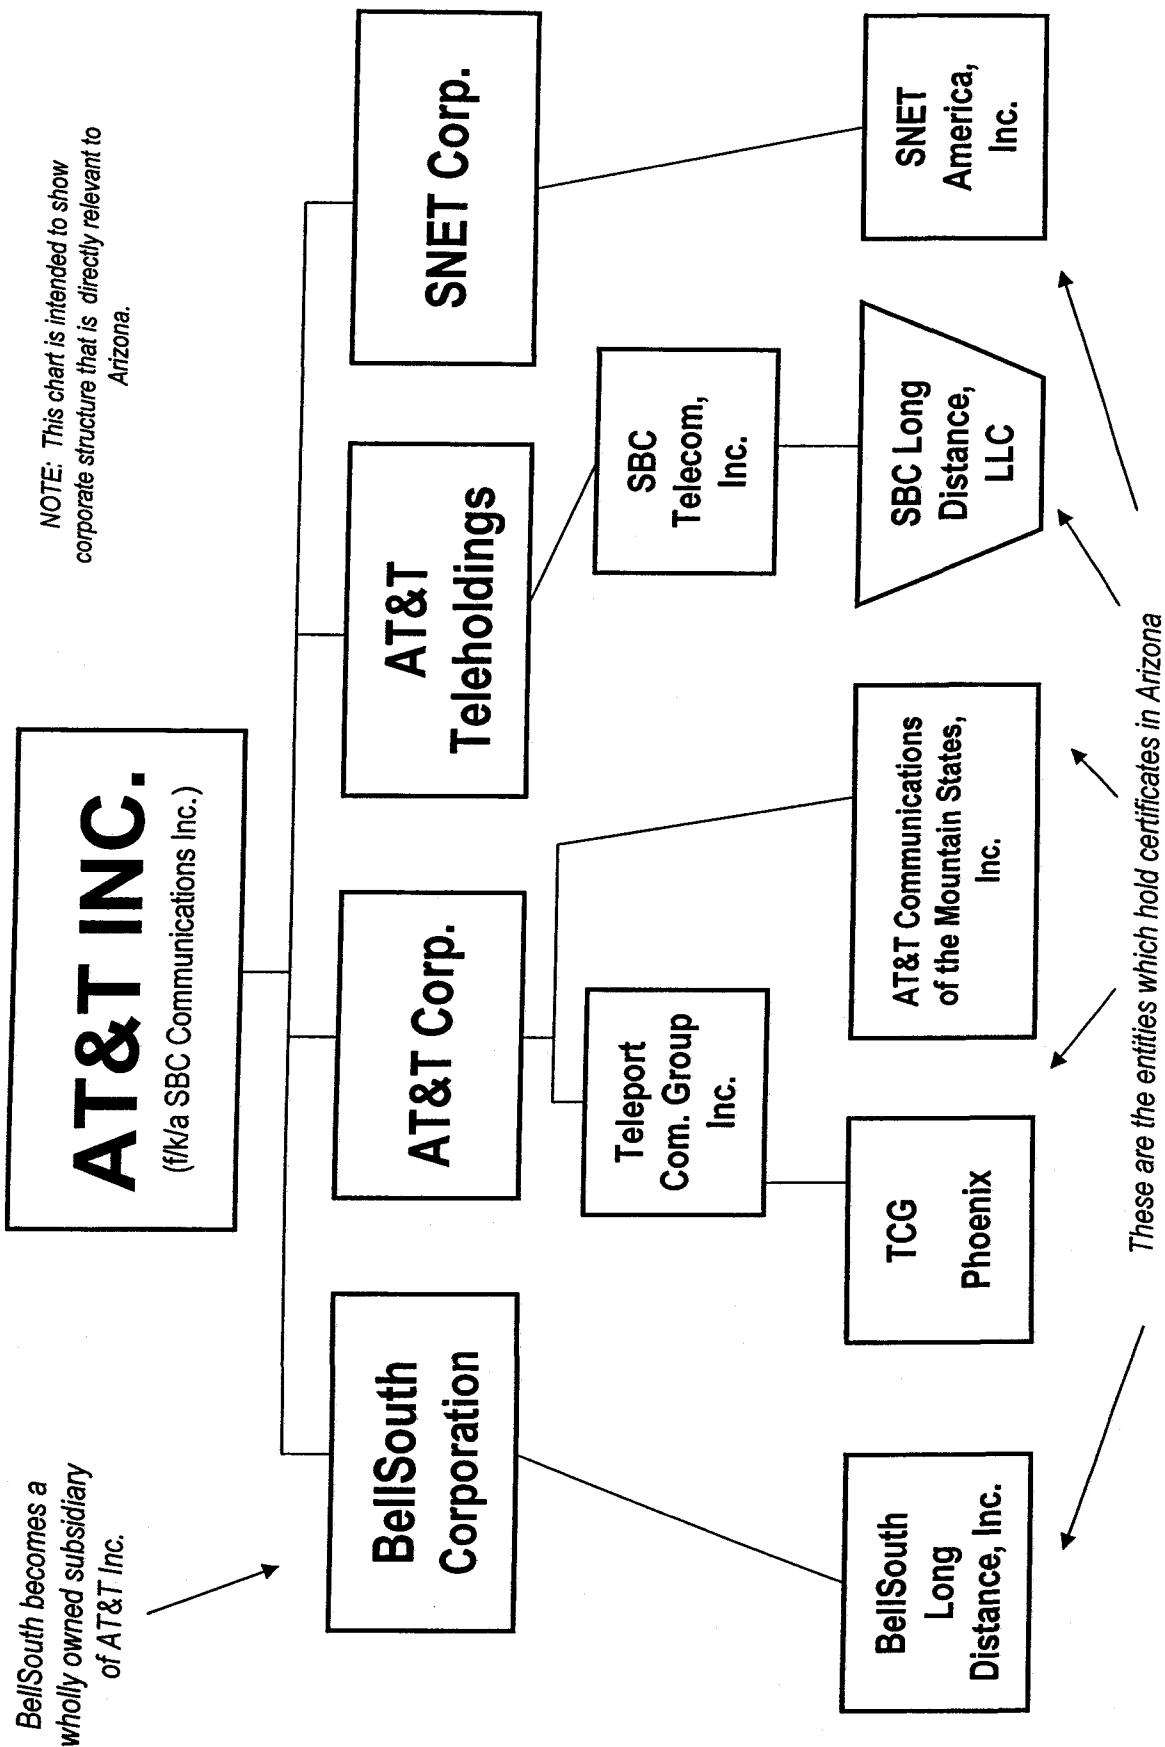 BellSouth becomes a
wholly owned subsidiary
of AT&T Inc.
AT&T INC.
(f/k/a SBC Communications Inc.)
NOTE: This chart is intended to show
corporate structure that is directly relevant to
Arizona.
BellSouth
Corporation
AT&T Corp.
AT&T
Teleholdings
SNET Corp.
Teleport
Com. Group
Inc.
SBC
Telecom,
Inc.
BellSouth
Long
Distance, Inc.
TCG
Phoenix
AT&T Communications
of the Mountain States,
Inc.
SBC Long
Distance,
LLC
SNET
America,
Inc.
These are the entities which hold certificates in Arizona